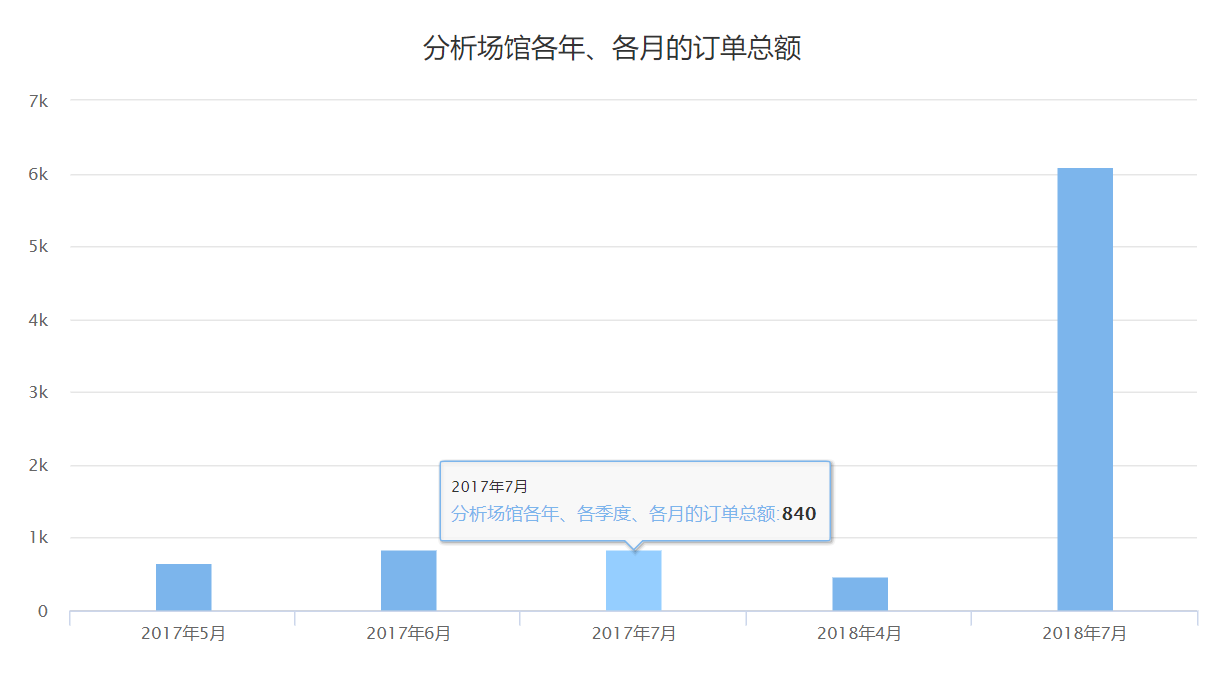 分析场馆各年、各月的订单总额
7k
6k
5k
4k
3k
2k
1k
0
2017年7月
分析场馆各年、各季度、各月的订单总额:840
2017年5月
2017年6月
2017年7月
2018年4月
2018年7月